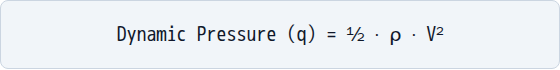 Dynamic Pressure (q) = ½ · ρ · V²